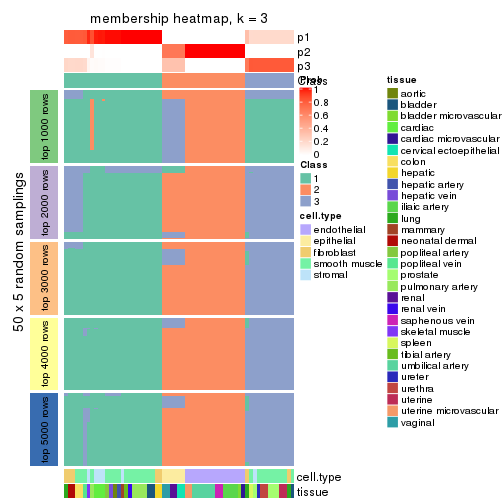 membership heatmap, k = 3
p1
p2
p3
Class
Prob
1
0.8
0.6
0.4
0.2
0
Class
1
2
3
cell.type
endothelial
epithelial
fibroblast
smooth muscle
stromal
tissue
aortic
bladder
bladder microvascular
cardiac
cardiac microvascular
cervical ectoepithelial
colon
hepatic
hepatic artery
hepatic vein
iliaic artery
lung
mammary
neonatal dermal
popliteal artery
popliteal vein
prostate
pulmonary artery
renal
renal vein
saphenous vein
skeletal muscle
spleen
tibial artery
umbilical artery
ureter
urethra
uterine
uterine microvascular
vaginal
50 x 5 random samplings
top 1000 rows
top 2000 rows
top 3000 rows
top 4000 rows
top 5000 rows
cell.type
tissue